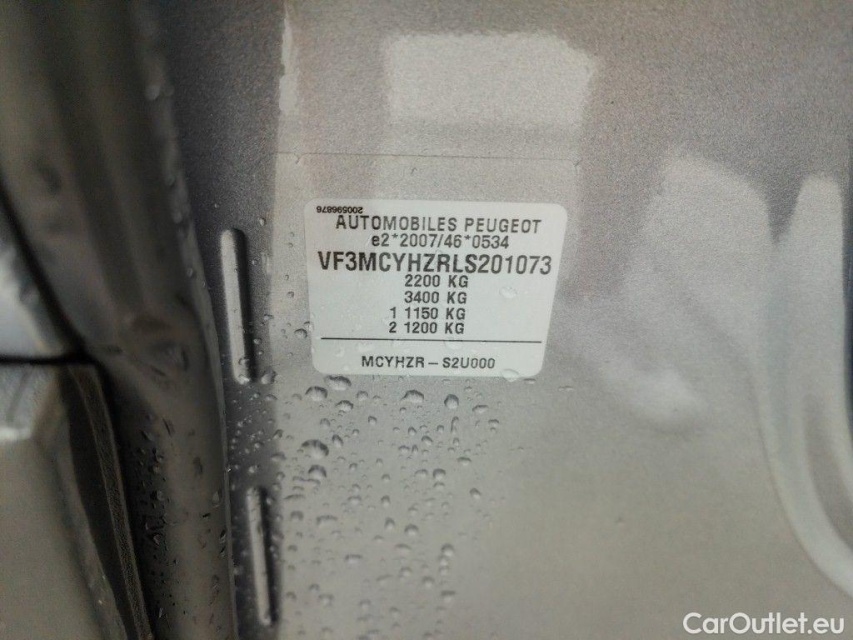 200596876
AUTOMOBILES PEUGEOT
e2*2007/46*0534
VF3MCYHZRLS201073
2200 KG
3400 KG
1 1150 KG
2 1200 KG
MCYHZR - S2U000
CarOutlet.eu